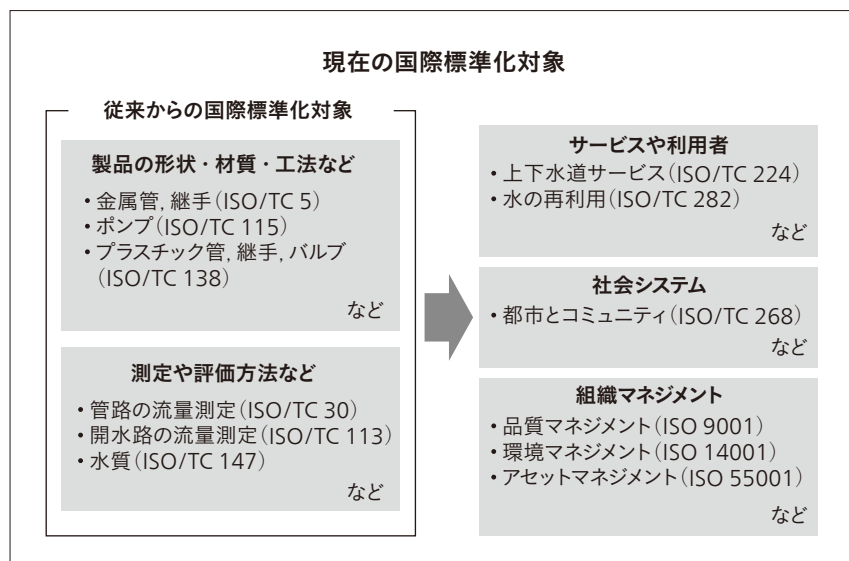 現在の国際標準化対象
従来からの国際標準化対象
製品の形状・材質・工法など
・金属管, 継手(ISO/TC 5)
・ポンプ(ISO/TC 115)
・プラスチック管, 継手, バルブ
(ISO/TC 138)
など
測定や評価方法など
・管路の流量測定(ISO/TC 30)
・開水路の流量測定(ISO/TC 113)
・水質(ISO/TC 147)
など
サービスや利用者
・上下水道サービス(ISO/TC 224)
・水の再利用(ISO/TC 282)
など
社会システム
・都市とコミュニティ(ISO/TC 268)
など
組織マネジメント
・品質マネジメント(ISO 9001)
・環境マネジメント(ISO 14001)
・アセットマネジメント(ISO 55001)
など